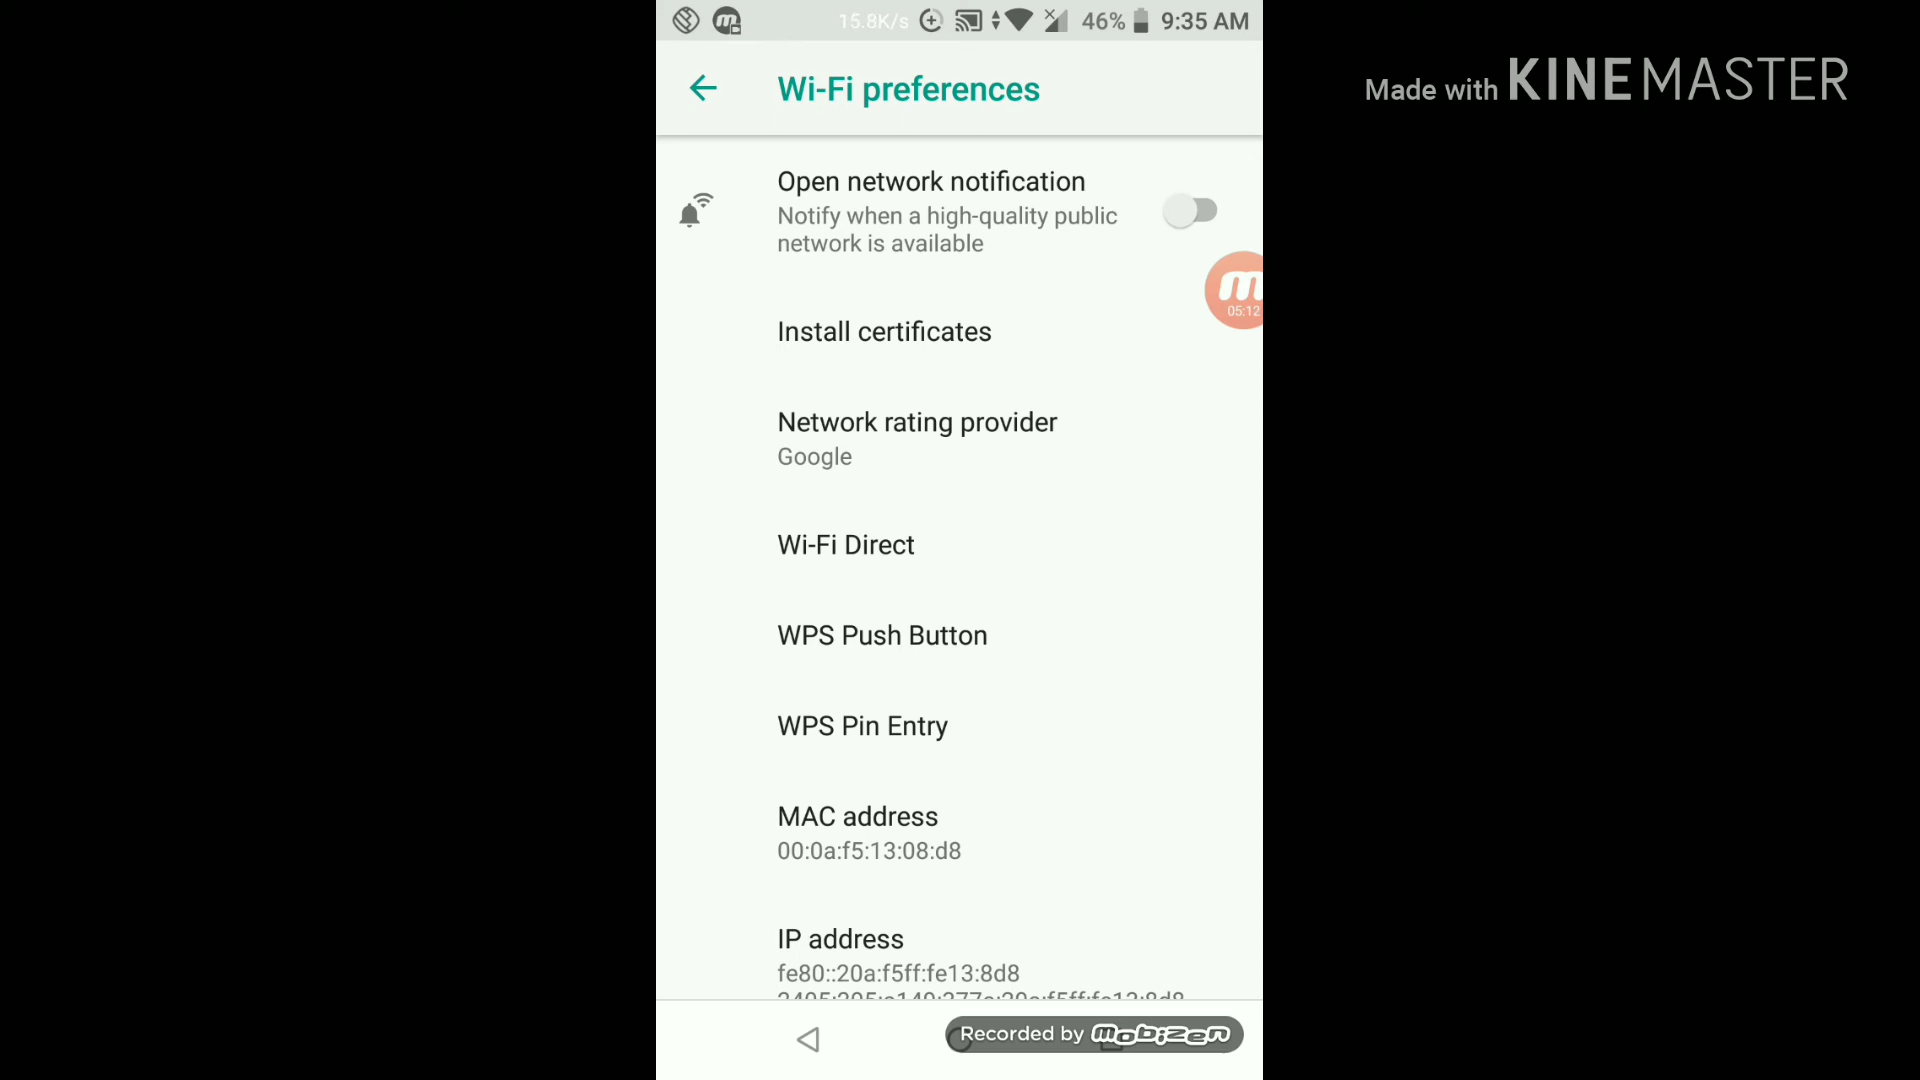 15.8K/s 46% 9:35 AM
Wi-Fi preferences
Made with KINEMASTER
Open network notification
Notify when a high-quality public
network is available
05:12
Install certificates
Network rating provider
Google
Wi-Fi Direct
WPS Push Button
WPS Pin Entry
MAC address
00:0a:f5:13:08:d8
IP address
fe80::20a:f5ff:fe13:8d8
Recorded by mobizen